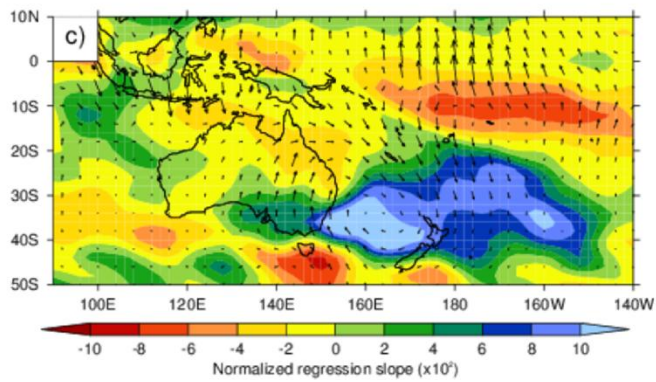 c)
10N
0
10S
20S
30S
40S
50S
100E 120E 140E 160E 180 160W 140W
-10 -8 -6 -4 -2 0 2 4 6 8 10
Normalized regression slope (x10²)